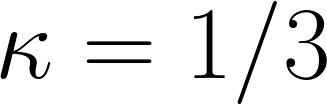 κ = 1/3